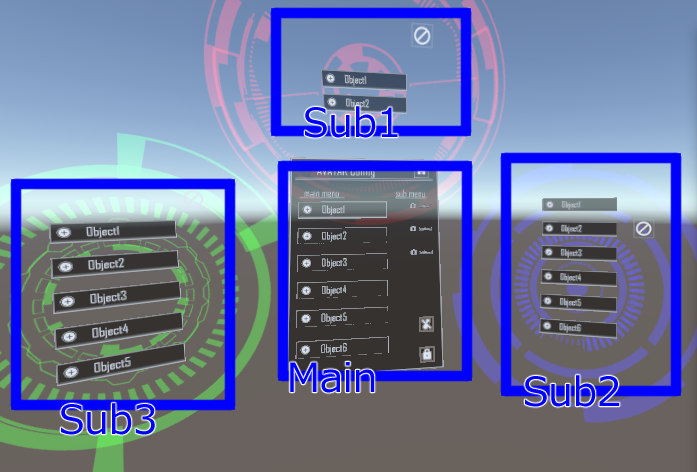 Object1
Object2
Sub1
AVATAR Config
main menu
sub menu
Object1
Object2
Object3
Object4
Object5
Object6
Main
Object1
Object2
Object3
Object4
Object5
Object6
Sub2
Object1
Object2
Object3
Object4
Object5
Sub3